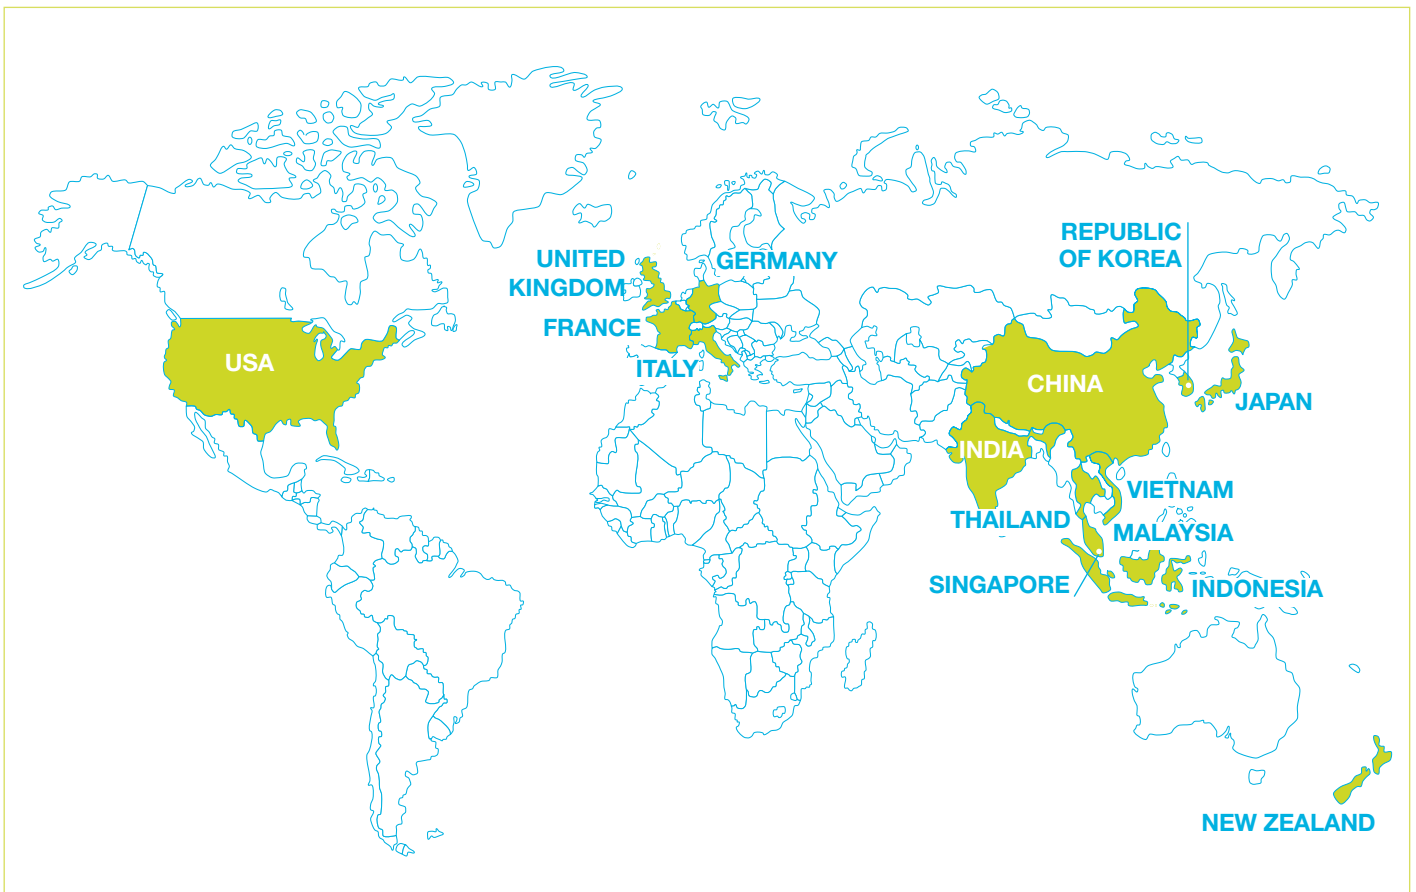 REPUBLIC
OF KOREA
UNITED
KINGDOM
GERMANY
FRANCE
ITALY
USA
CHINA
JAPAN
INDIA
VIETNAM
THAILAND
MALAYSIA
SINGAPORE
INDONESIA
NEW ZEALAND